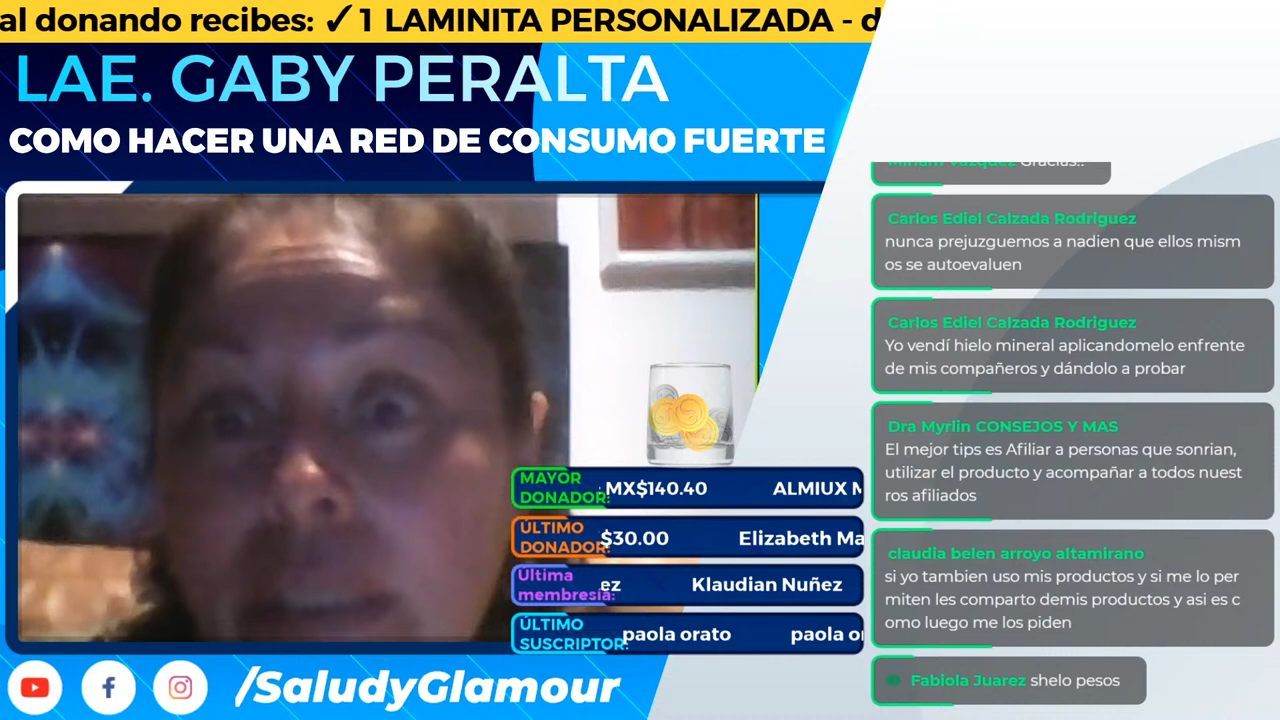 al donando recibes: ✓1 LAMINITA PERSONALIZADA - d
LAE. GABY PERALTA
COMO HACER UNA RED DE CONSUMO FUERTE
MAYOR
DONADOR:
MX$140.40 ALMIUX
ÚLTIMO
DONADOR:
$30.00 Elizabeth Ma
Última
membresía:
ez Klaudian Nuñez
ÚLTIMO
SUSCRIPTOR:
paola orato paola or
/SaludyGlamour
Miriam Vazquez Gracias..
Carlos Ediel Calzada Rodriguez
nunca prejuzguemos a nadien que ellos mism
os se autoevaluen
Carlos Ediel Calzada Rodriguez
Yo vendí hielo mineral aplicandomelo enfrente
de mis compañeros y dándolo a probar
Dra Myrlin CONSEJOS Y MAS
El mejor tips es Afiliar a personas que sonrian,
utilizar el producto y acompañar a todos nuest
ros afiliados
claudia belen arroyo altamirano
si yo tambien uso mis productos y si me lo per
miten les comparto demis productos y asi es c
omo luego me los piden
Fabiola Juarez shelo pesos